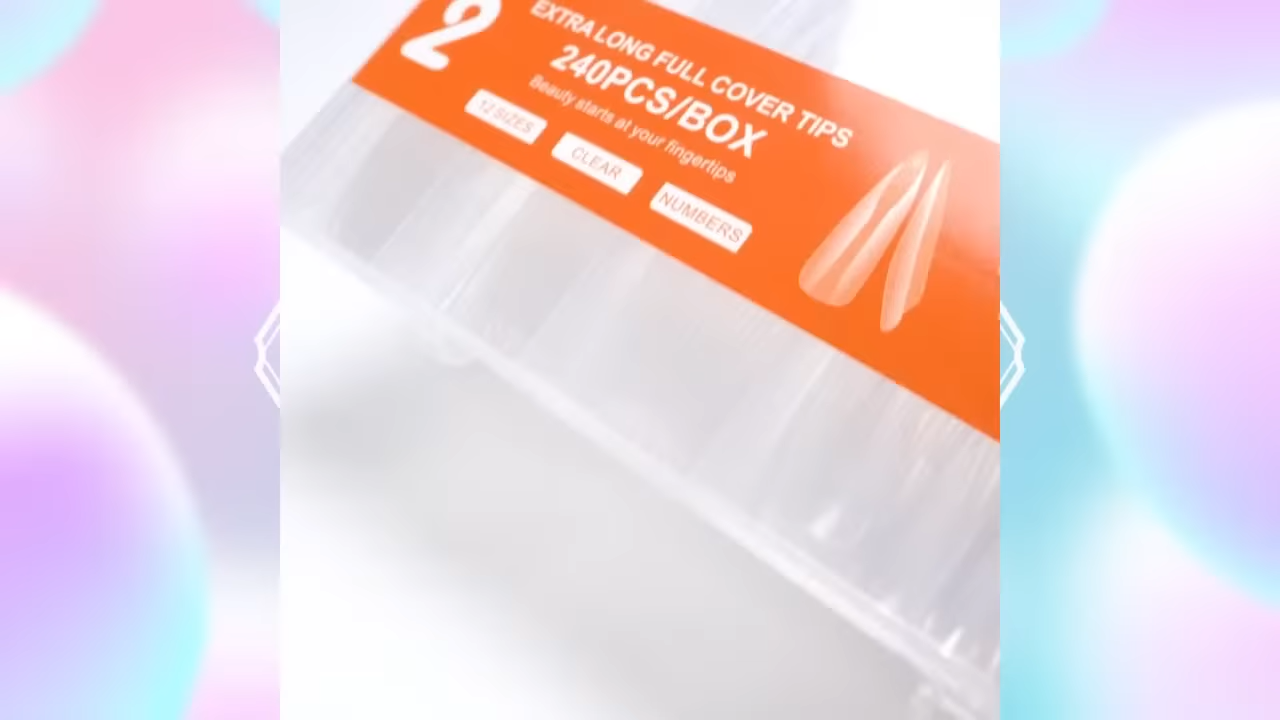 2
EXTRA LONG FULL COVER TIPS
240PCS/BOX
Beauty starts at your fingertips
12 SIZES
CLEAR
NUMBERS